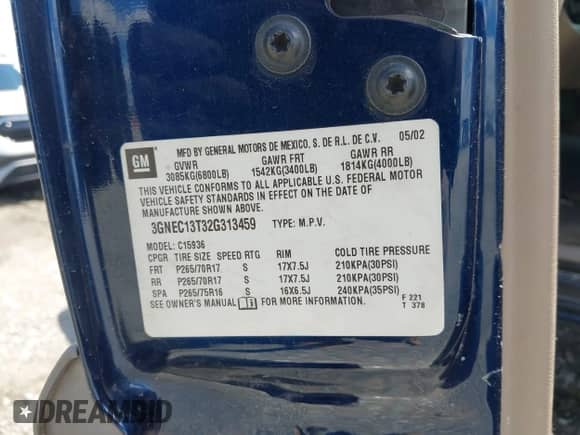 GM
MFD BY GENERAL MOTORS DE MEXICO, S. DE R.L. DE C.V. 05/02
GVWR GAWR FRT GAWR RR
3085KG(6800LB) 1542KG(3400LB) 1814KG(4000LB)
THIS VEHICLE CONFORMS TO ALL APPLICABLE U.S. FEDERAL MOTOR
VEHICLE SAFETY STANDARDS IN EFFECT ON THE DATE OF
MANUFACTURE SHOWN ABOVE.
3GNEC13T32G313459 TYPE: M.P.V.
MODEL: C15936
CPGR TIRE SIZE SPEED RTG RIM COLD TIRE PRESSURE
FRT P265/70R17 S 17X7.5J 210KPA(30PSI)
RR P265/70R17 S 17X7.5J 210KPA(30PSI)
SPA P265/75R16 S 16X6.5J 240KPA(35PSI)
SEE OWNER'S MANUAL FOR MORE INFORMATION. F 221
T 378
DREAMBID